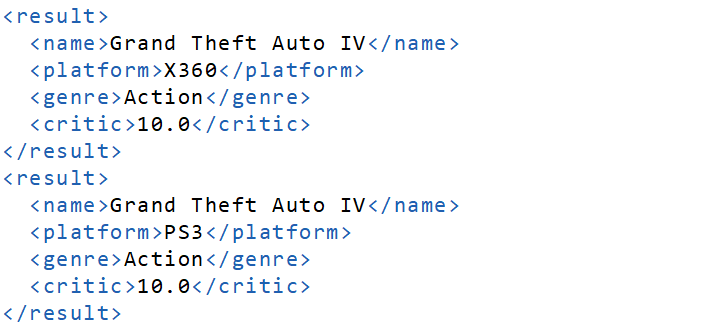 <result>
  <name>Grand Theft Auto IV</name>
  <platform>X360</platform>
  <genre>Action</genre>
  <critic>10.0</critic>
</result>
<result>
  <name>Grand Theft Auto IV</name>
  <platform>PS3</platform>
  <genre>Action</genre>
  <critic>10.0</critic>
</result>